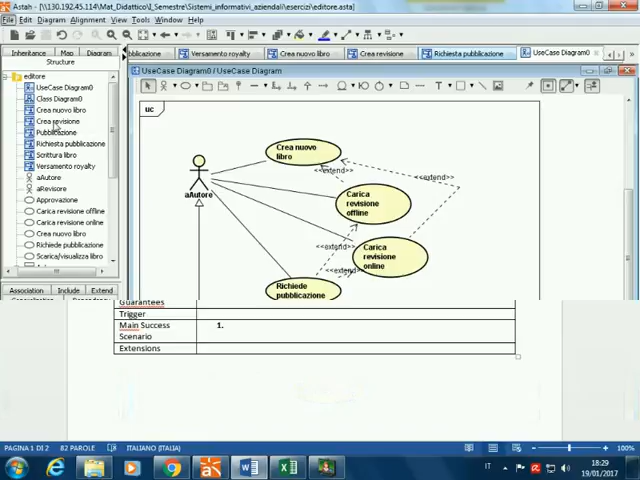 Astah - [\\130.192.45.114\Mat_Didattico\I_Semestre\Sistemi_informativi_aziendali\esercizi\editore.asta]
File Edit Diagram Alignment View Tools Window Help
Inheritance Map Diagram
Structure
editore
UseCase Diagram0
Class Diagram0
Crea nuovo libro
Crea revisione
Pubblicazione
Richiesta pubblicazione
Scrittura libro
Versamento royalty
aAutore
aRevisore
Approvazione
Carica revisione offline
Carica revisione online
Crea nuovo libro
Richiede pubblicazione
Scarica/visualizza libro
Association Include Extend
Generalization Dependency
Versamento royalty
Crea nuovo libro
Crea revisione
Richiesta pubblicazione
UseCase Diagram0
UseCase Diagram0 / UseCase Diagram
uc
aAutore
Crea nuovo
libro
<<extend>>
<<extend>>
Carica
revisione
offline
Carica
revisione
online
<<extend>>
<<extend>>
Richiede
pubblicazione
Guarantees
Trigger
Main Success
Scenario
1.
Extensions
PAGINA 1 DI 2 82 PAROLE ITALIANO (ITALIA)
100%
IT
18:29
19/01/2017